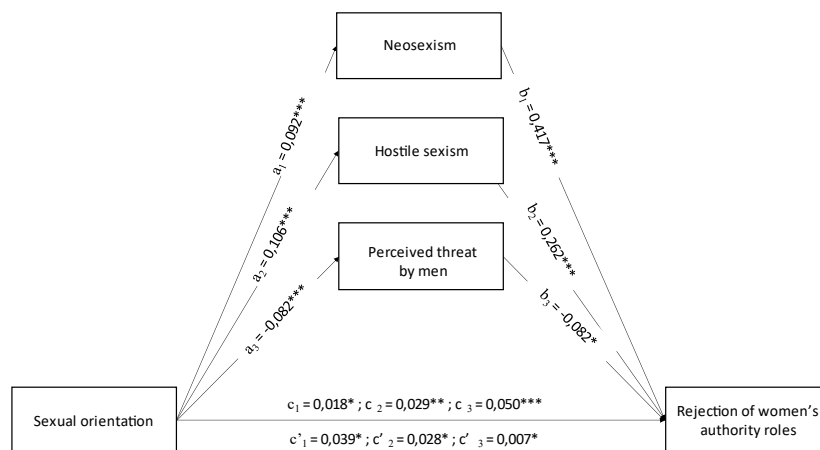 Neosexism
a1 = 0,092***
b1 = 0,417***
Hostile sexism
a2 = 0,106***
b2 = 0,262***
Perceived threat
by men
a3 = -0,082***
b3 = -0,082*
Sexual orientation
c1 = 0,018* ; c 2 = 0,029** ; c 3 = 0,050***
c'1 = 0,039* ; c' 2 = 0,028* ; c' 3 = 0,007*
Rejection of women's
authority roles